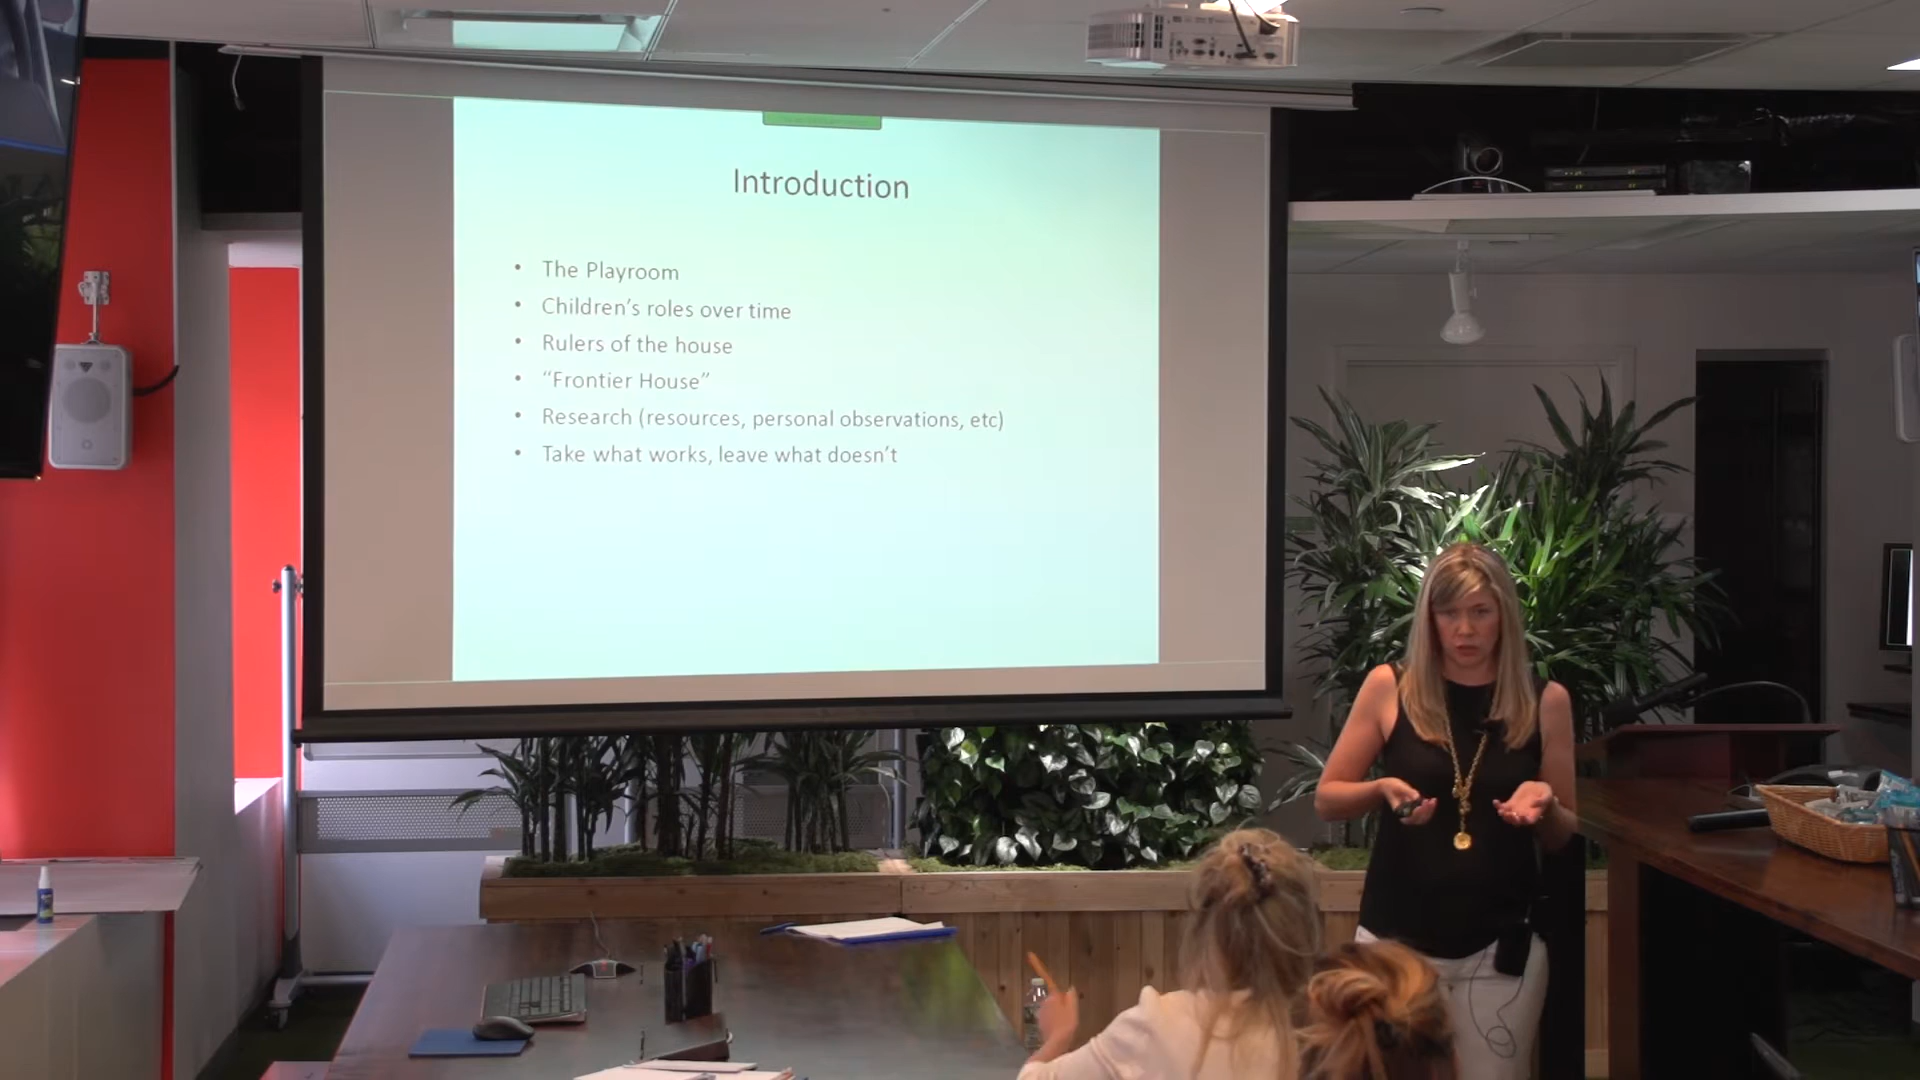 Introduction
• The Playroom
• Children’s roles over time
• Rulers of the house
• “Frontier House”
• Research (resources, personal observations, etc)
• Take what works, leave what doesn’t